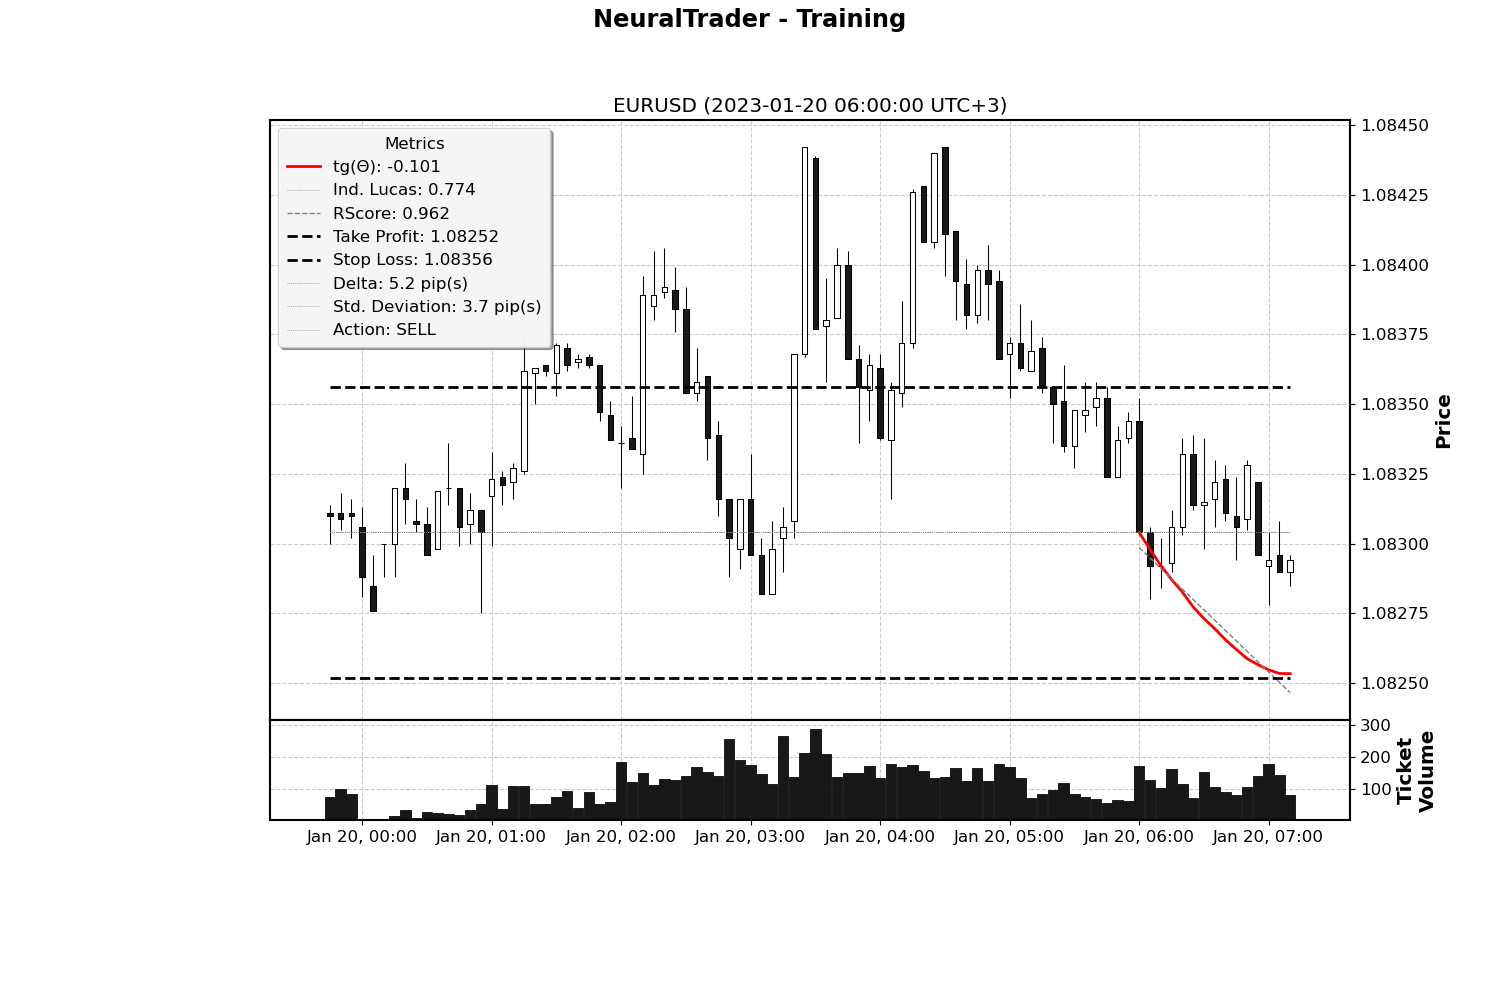 NeuralTrader - Training
EURUSD (2023-01-20 06:00:00 UTC+3)
Metrics
tg(Θ): -0.101
Ind. Lucas: 0.774
RScore: 0.962
Take Profit: 1.08252
Stop Loss: 1.08356
Delta: 5.2 pip(s)
Std. Deviation: 3.7 pip(s)
Action: SELL
1.08450
1.08425
1.08400
1.08375
1.08350
1.08325
1.08300
1.08275
1.08250
Price
300
200
100
Ticket
Volume
Jan 20, 00:00 Jan 20, 01:00 Jan 20, 02:00 Jan 20, 03:00 Jan 20, 04:00 Jan 20, 05:00 Jan 20, 06:00 Jan 20, 07:00